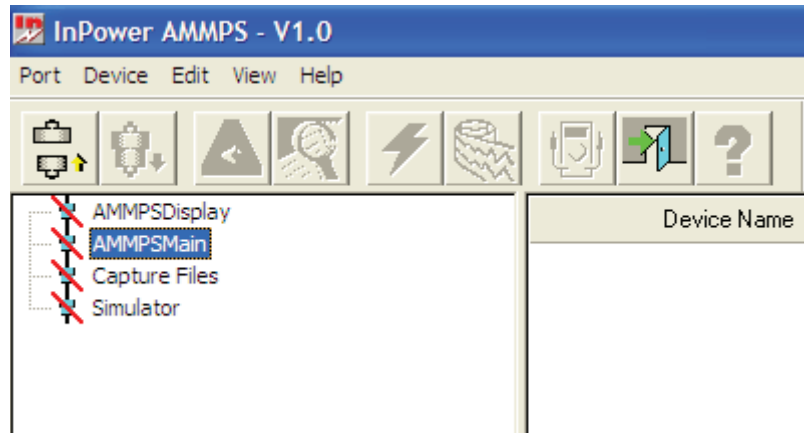 InPower AMMPS - V1.0
Port Device Edit View Help
AMMPSDisplay
Device Name
AMMPSMain
Capture Files
Simulator